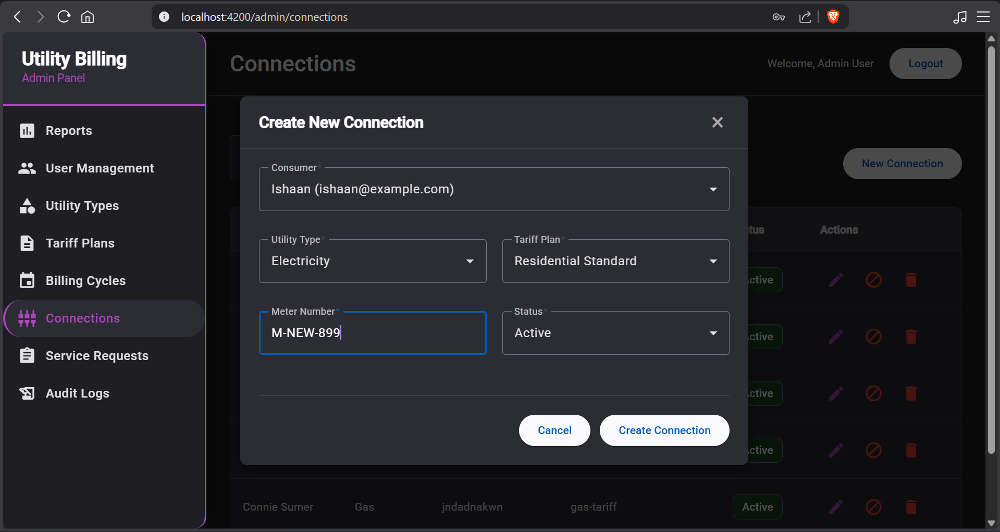 localhost:4200/admin/connections
Utility Billing
Admin Panel
Reports
User Management
Utility Types
Tariff Plans
Billing Cycles
Connections
Service Requests
Audit Logs
Connections
Welcome, Admin User
Logout
New Connection
Create New Connection
Consumer*
Ishaan (ishaan@example.com)
Utility Type*
Electricity
Tariff Plan*
Residential Standard
Meter Number*
M-NEW-899
Status*
Active
Cancel
Create Connection
tus Actions
ctive
ctive
ctive
ctive
Connie Sumer Gas jndadnakwn gas-tariff Active